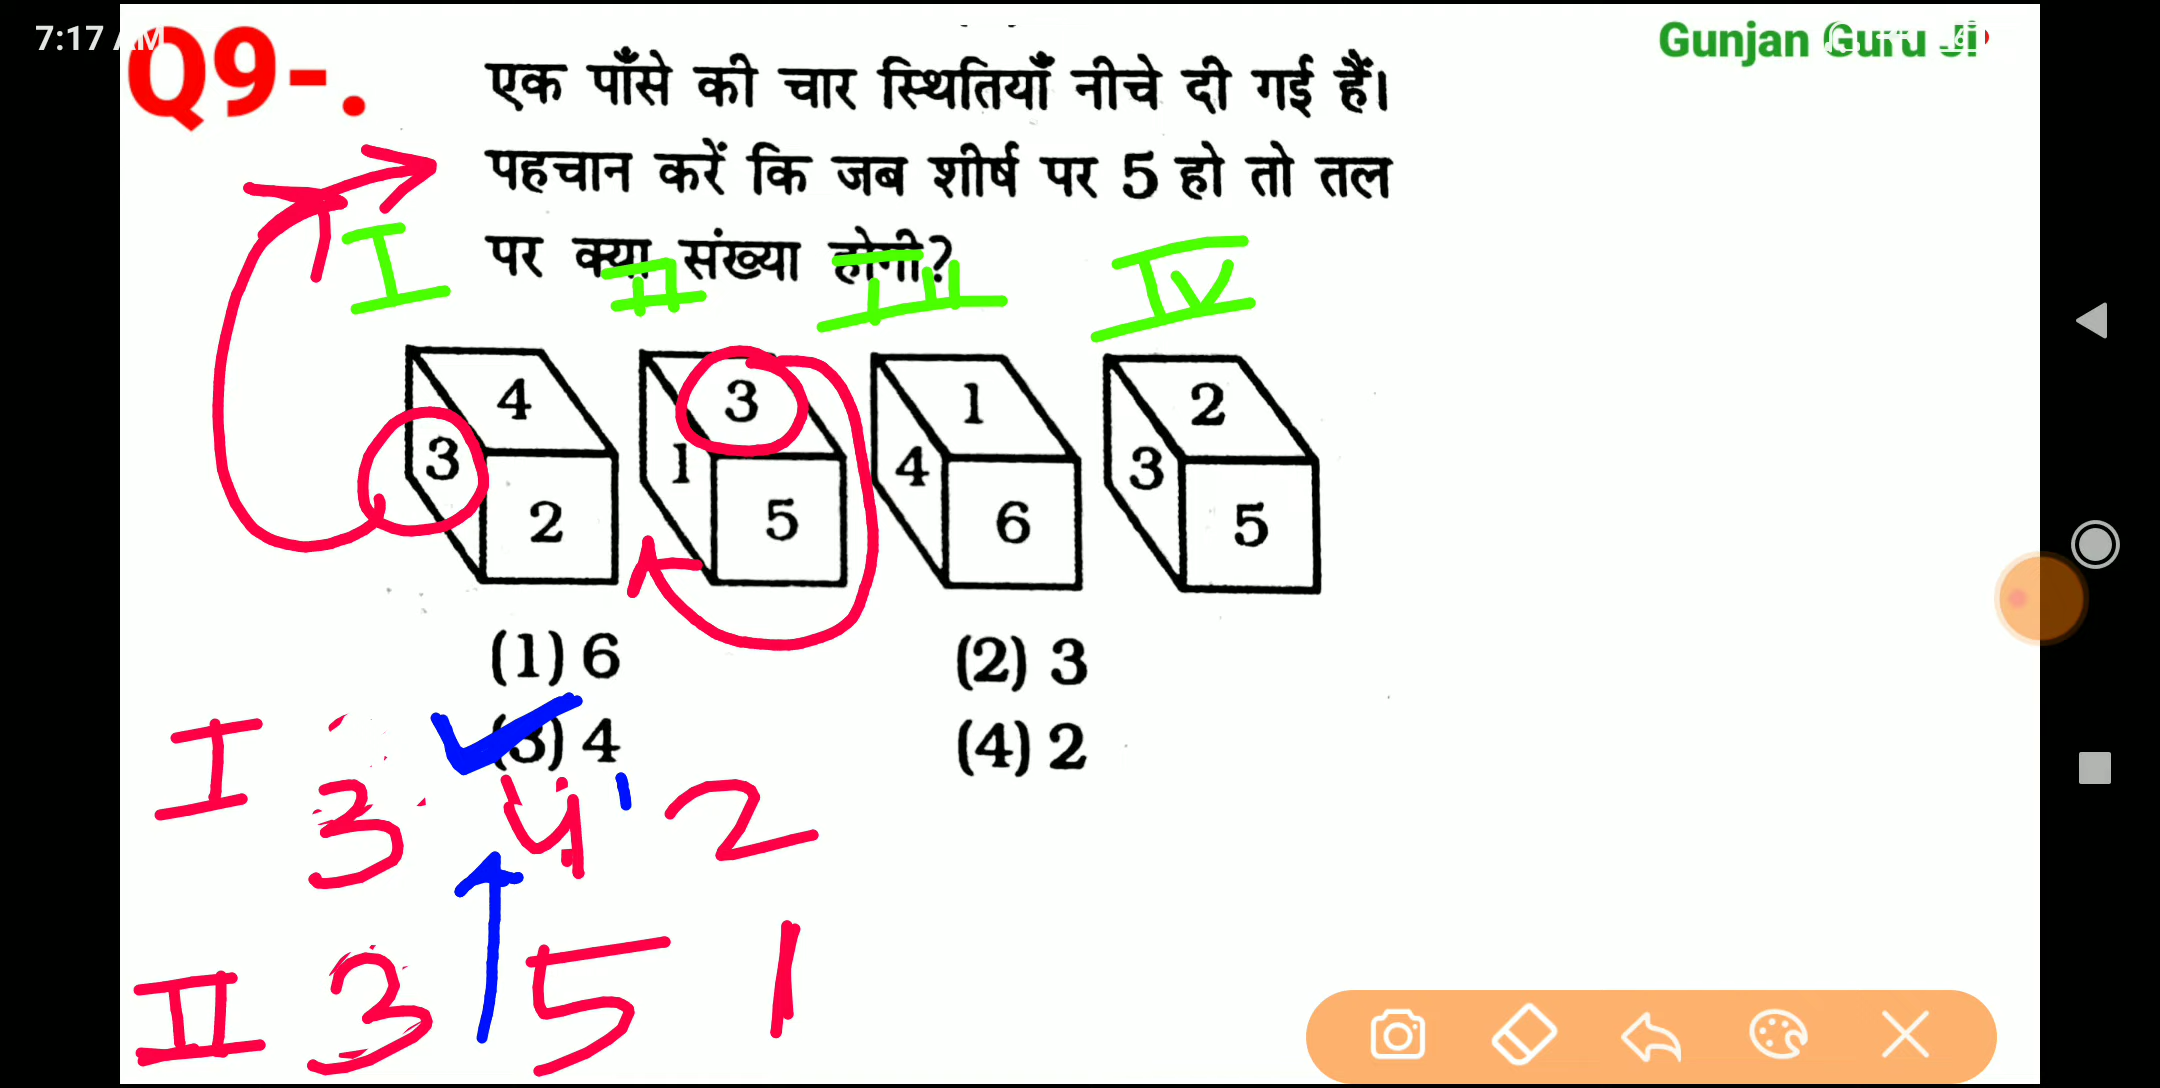 7:17 AM
Q9-.
Gunjan Guru Ji
एक पाँसे की चार स्थितियाँ नीचे दी गई हैं।
पहचान करें कि जब शीर्ष पर 5 हो तो तल
पर क्या संख्या होगी?
I II III IV
4 3 1 2
3 1 4 3
2 5 6 5
(1) 6 (2) 3
(3) 4 (4) 2
I 3 4 2
II 3 5 1